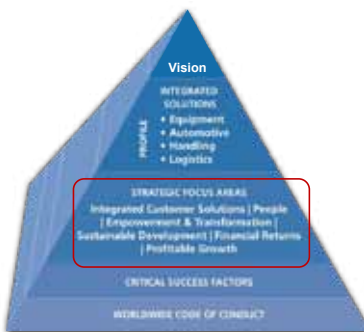 Vision
INTEGRATED
SOLUTIONS
PROFILE
• Equipment
• Automotive
• Handling
• Logistics
STRATEGIC FOCUS AREAS
Integrated Customer Solutions | People
| Empowerment & Transformation |
Sustainable Development | Financial Returns
| Profitable Growth
CRITICAL SUCCESS FACTORS
WORLDWIDE CODE OF CONDUCT